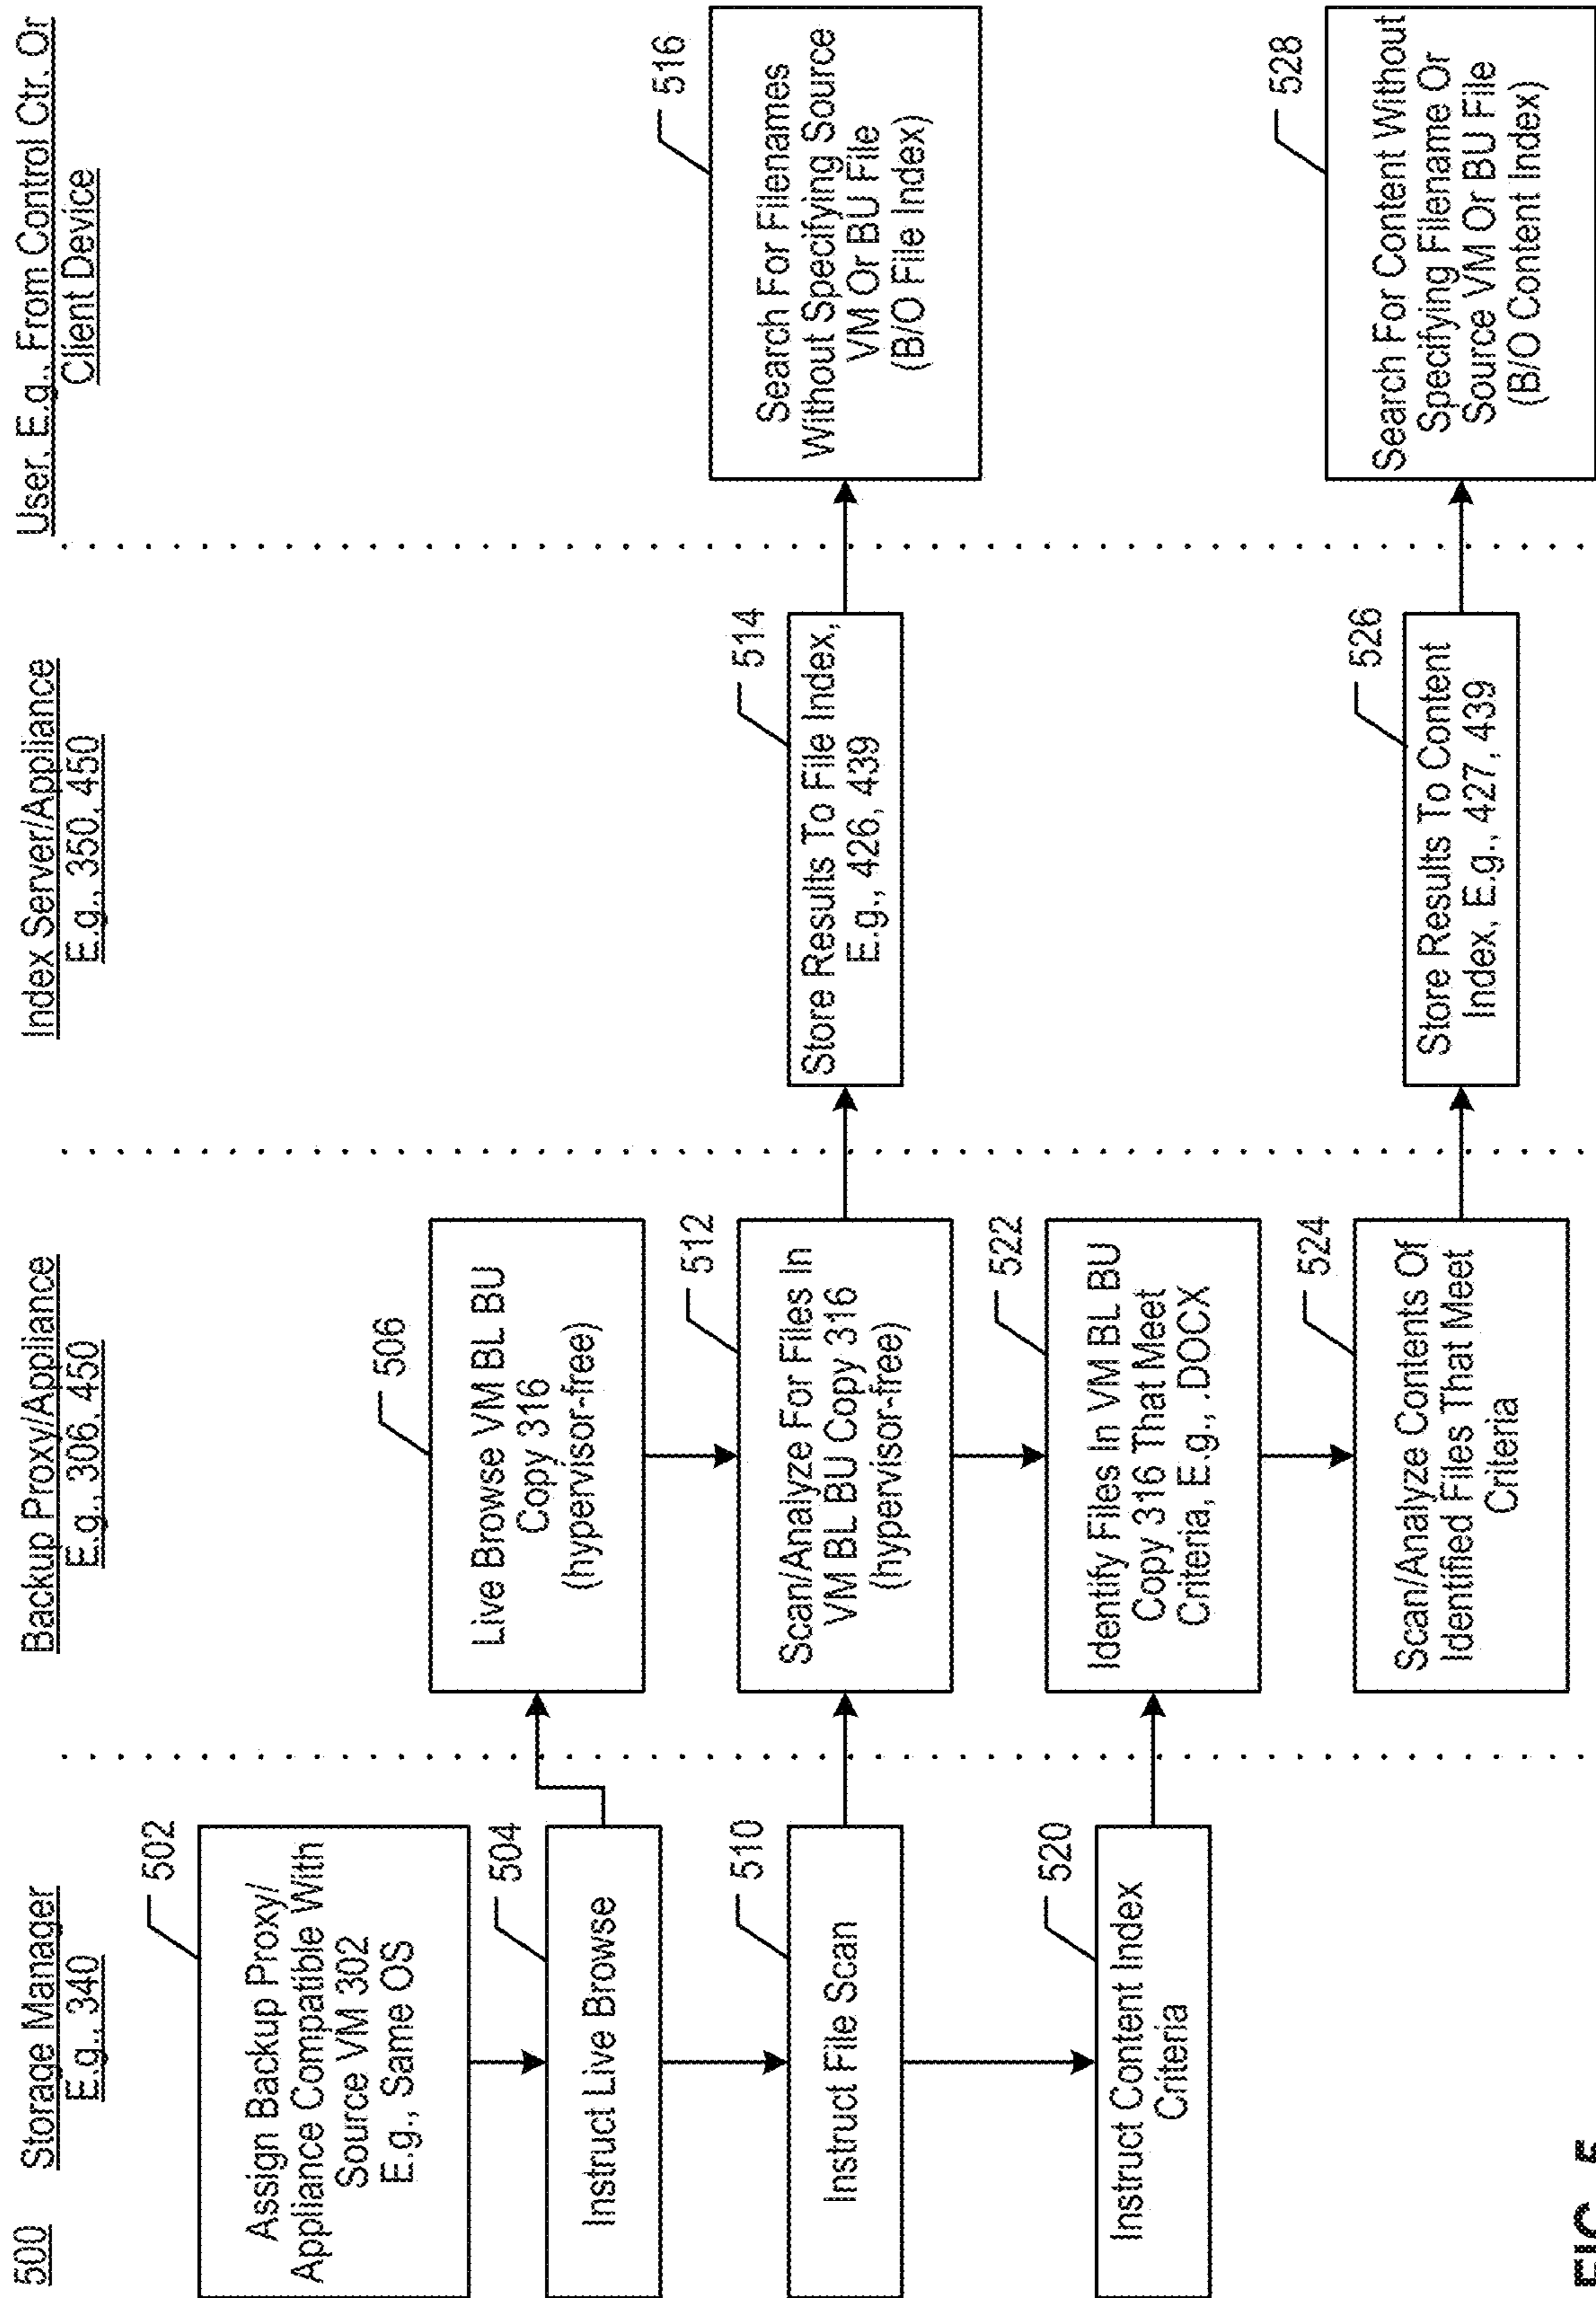 500
Storage Manager
E.g., 340
Backup Proxy/Appliance
E.g., 306, 450
Index Server/Appliance
E.g., 350, 450
User, E.g., From Control Ctr. Or
Client Device
502
Assign Backup Proxy/
Appliance Compatible With
Source VM 302
E.g., Same OS
504
Instruct Live Browse
506
Live Browse VM BL BU
Copy 316
(hypervisor-free)
510
Instruct File Scan
512
Scan/Analyze For Files In
VM BL BU Copy 316
(hypervisor-free)
514
Store Results To File Index,
E.g., 426, 439
516
Search For Filenames
Without Specifying Source
VM Or BU File
(B/O File Index)
520
Instruct Content Index
Criteria
522
Identify Files In VM BL BU
Copy 316 That Meet
Criteria, E.g., .DOCX
524
Scan/Analyze Contents Of
Identified Files That Meet
Criteria
526
Store Results To Content
Index, E.g., 427, 439
528
Search For Content Without
Specifying Filename Or
Source VM Or BU File
(B/O Content Index)
FIG. 5